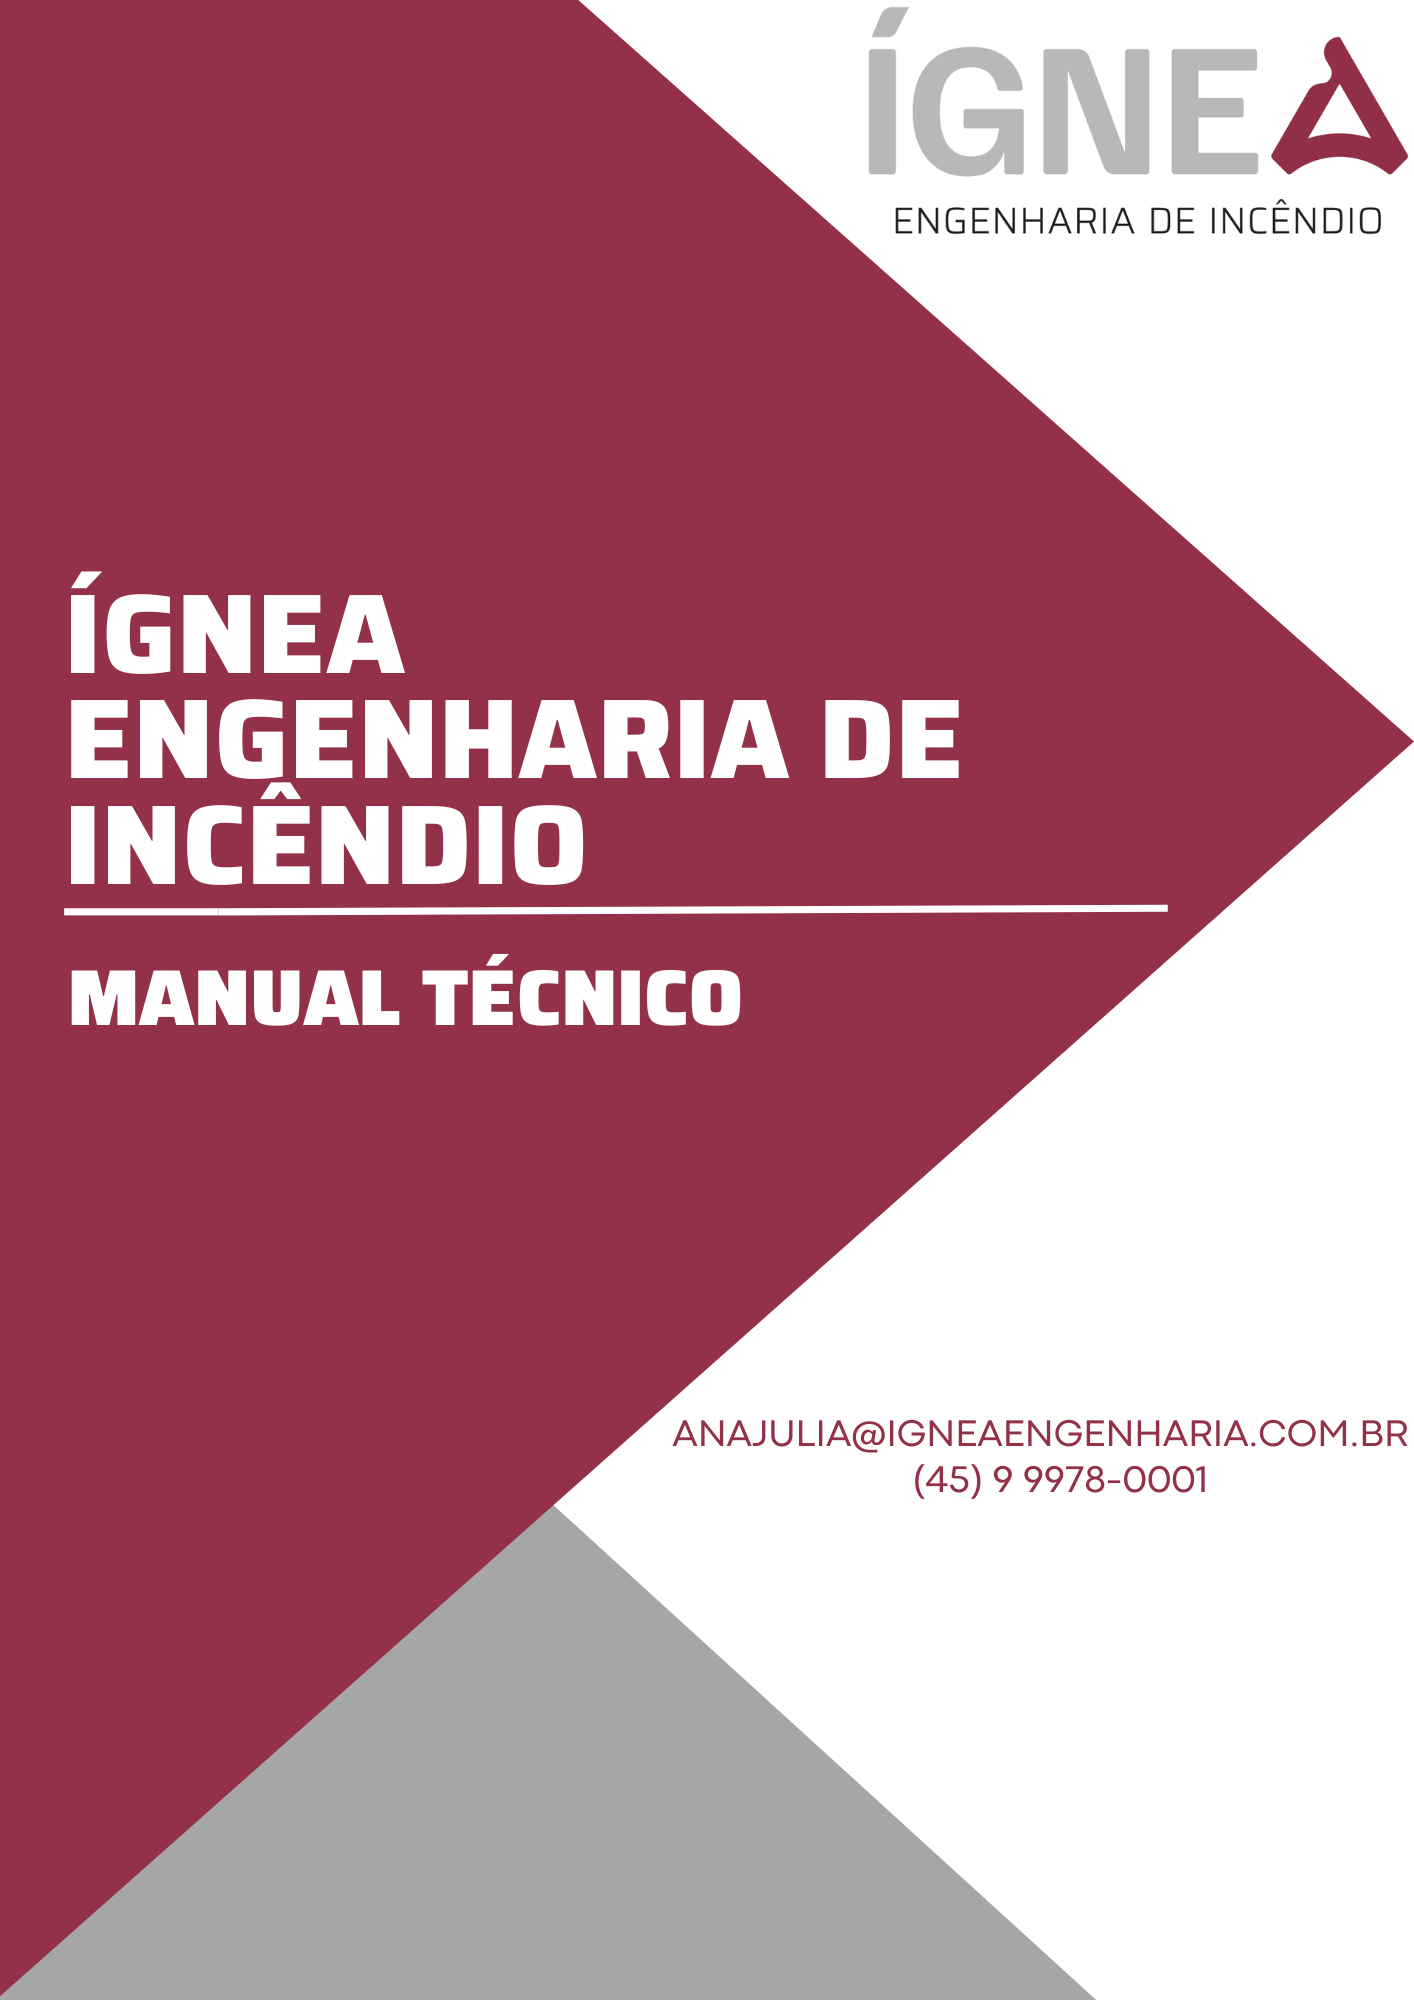 ÍGNEA
ENGENHARIA DE INCÊNDIO
ÍGNEA
ENGENHARIA DE
INCÊNDIO
MANUAL TÉCNICO
ANAJULIA@IGNEAENGENHARIA.COM.BR
(45) 9 9978-0001